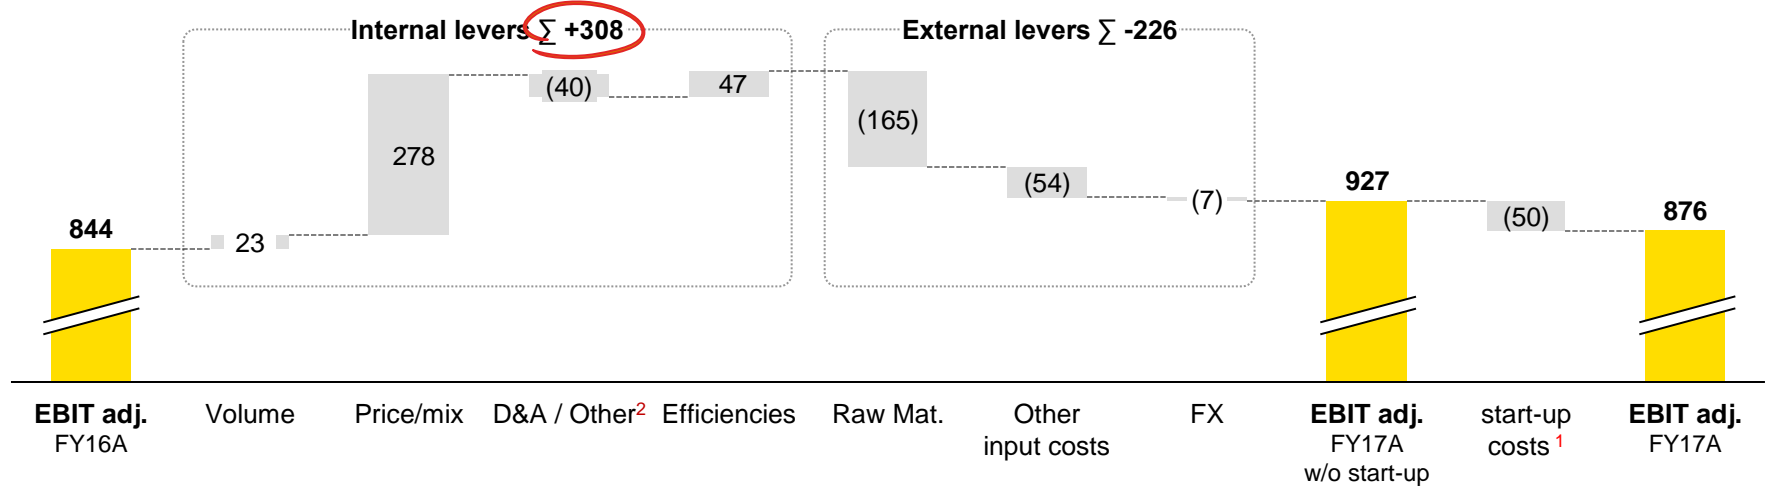 Internal levers ∑ +308
External levers ∑ -226
844
23
278
(40)
47
(165)
(54)
(7)
927
(50)
876
EBIT adj.
FY16A
Volume
Price/mix
D&A / Other2
Efficiencies
Raw Mat.
Other
input costs
FX
EBIT adj.
FY17A
w/o start-up
start-up
costs 1
EBIT adj.
FY17A